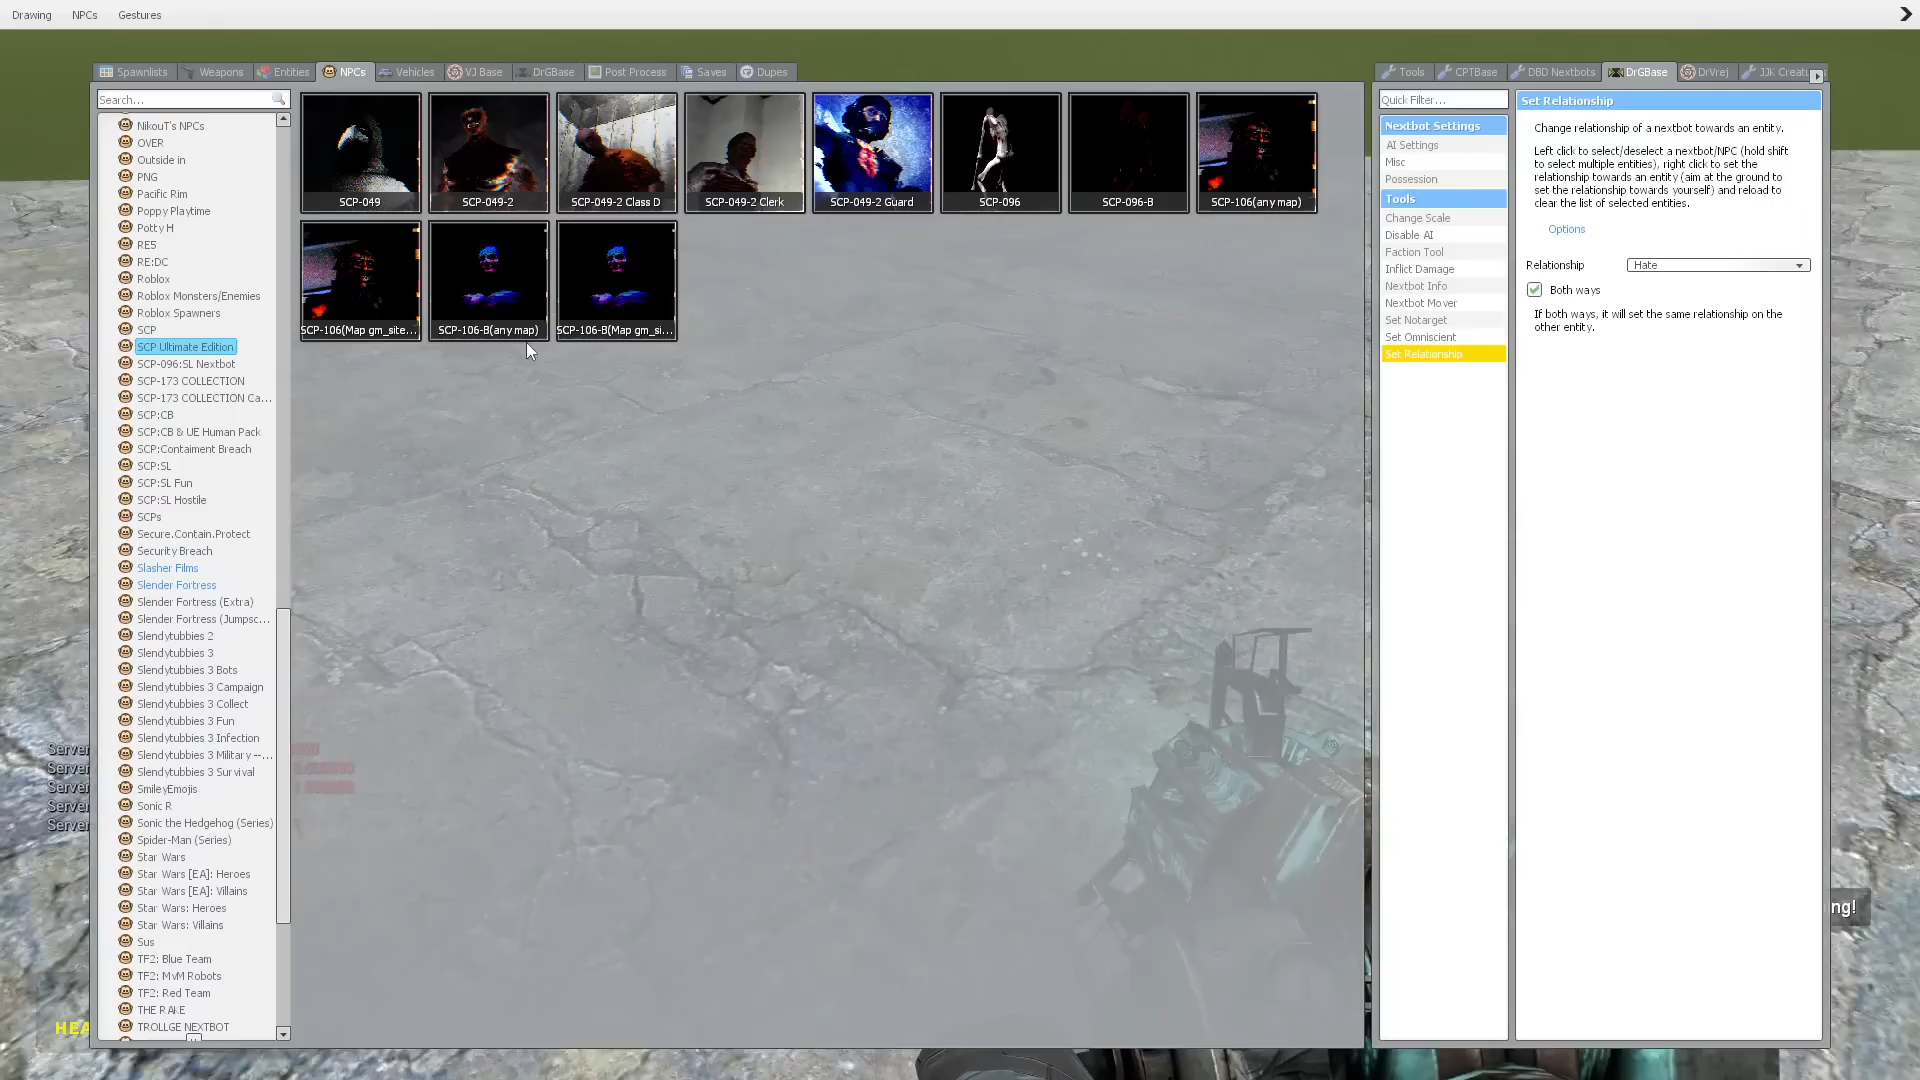 Drawing NPCs Gestures
Spawnlists Weapons Entities NPCs Vehicles VJ Base DrGBase Post Process Saves Dupes
Tools CPTBase DBD Nextbots DrGBase DrVrej JJK Creatu
Search...
NikouT's NPCs
OVER
Outside in
PNG
Pacific Rim
Poppy Playtime
Potty H
RE5
RE:DC
Roblox
Roblox Monsters/Enemies
Roblox Spawners
SCP
SCP Ultimate Edition
SCP-096:SL Nextbot
SCP-173 COLLECTION
SCP-173 COLLECTION Ca...
SCP:CB
SCP:CB & UE Human Pack
SCP:Contaiment Breach
SCP:SL
SCP:SL Fun
SCP:SL Hostile
SCPs
Secure.Contain.Protect
Security Breach
Slasher Films
Slender Fortress
Slender Fortress (Extra)
Slender Fortress (Jumpsc...
Slendytubbies 2
Slendytubbies 3
Slendytubbies 3 Bots
Slendytubbies 3 Campaign
Slendytubbies 3 Collect
Slendytubbies 3 Fun
Slendytubbies 3 Infection
Slendytubbies 3 Military --...
Slendytubbies 3 Survival
SmileyEmojis
Sonic R
Sonic the Hedgehog (Series)
Spider-Man (Series)
Star Wars
Star Wars [EA]: Heroes
Star Wars [EA]: Villains
Star Wars: Heroes
Star Wars: Villains
Sus
TF2: Blue Team
TF2: MvM Robots
TF2: Red Team
THE RAKE
TROLLGE NEXTBOT
SCP-049 SCP-049-2 SCP-049-2 Class D SCP-049-2 Clerk SCP-049-2 Guard SCP-096 SCP-096-B SCP-106(any map)
SCP-106(Map gm_site... SCP-106-B(any map) SCP-106-B(Map gm_si...
Quick Filter...
Nextbot Settings
AI Settings
Misc
Possession
Tools
Change Scale
Disable AI
Faction Tool
Inflict Damage
Nextbot Info
Nextbot Mover
Set Notarget
Set Omniscient
Set Relationship
Set Relationship
Change relationship of a nextbot towards an entity.
Left click to select/deselect a nextbot/NPC (hold shift
to select multiple entities), right click to set the
relationship towards an entity (aim at the ground to
set the relationship towards yourself) and reload to
clear the list of selected entities.
Options
Relationship Hate
Both ways
If both ways, it will set the same relationship on the
other entity.
Server
Server
Server
Server
Server
HEA
ng!